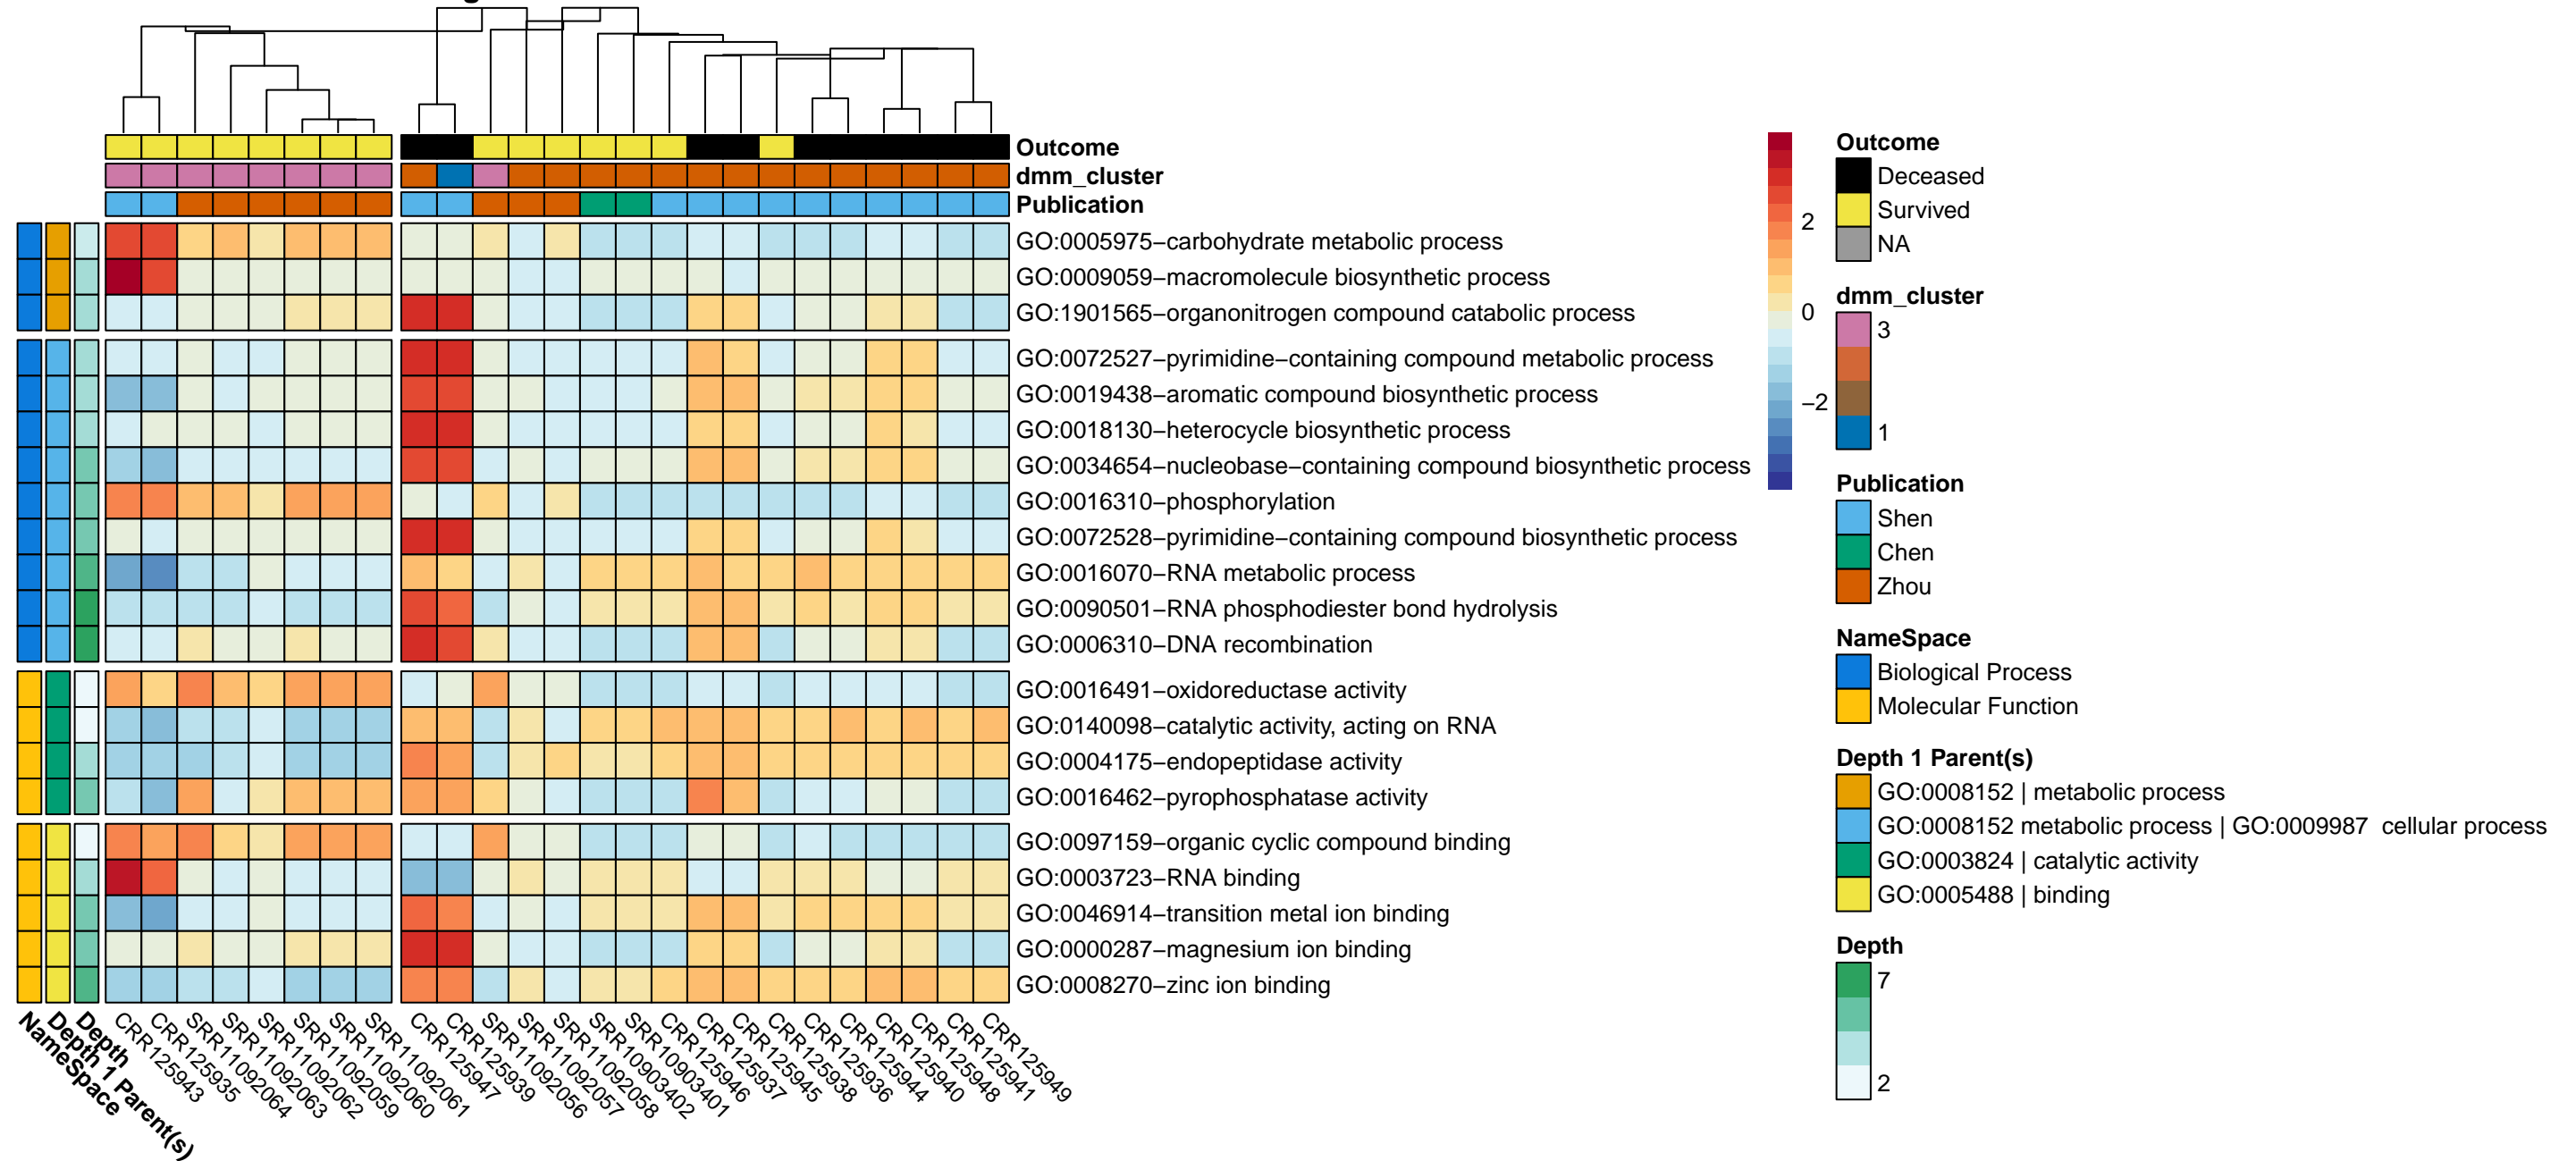 Outcome
dmm_cluster
Publication
GO:0005975−carbohydrate metabolic process
GO:0009059−macromolecule biosynthetic process
GO:1901565−organonitrogen compound catabolic process
GO:0072527−pyrimidine−containing compound metabolic process
GO:0019438−aromatic compound biosynthetic process
GO:0018130−heterocycle biosynthetic process
GO:0034654−nucleobase−containing compound biosynthetic process
GO:0016310−phosphorylation
GO:0072528−pyrimidine−containing compound biosynthetic process
GO:0016070−RNA metabolic process
GO:0090501−RNA phosphodiester bond hydrolysis
GO:0006310−DNA recombination
GO:0016491−oxidoreductase activity
GO:0140098−catalytic activity, acting on RNA
GO:0004175−endopeptidase activity
GO:0016462−pyrophosphatase activity
GO:0097159−organic cyclic compound binding
GO:0003723−RNA binding
GO:0046914−transition metal ion binding
GO:0000287−magnesium ion binding
GO:0008270−zinc ion binding
NameSpace
Depth 1 Parent(s)
Depth
CRR125943
CRR125935
SRR11092064
SRR11092063
SRR11092062
SRR11092059
SRR11092060
SRR11092061
CRR125947
CRR125939
SRR11092056
SRR11092057
SRR11092058
SRR10903402
SRR10903401
CRR125946
CRR125937
CRR125945
CRR125938
CRR125936
CRR125944
CRR125940
CRR125948
CRR125941
CRR125949
2
0
−2
Outcome
Deceased
Survived
NA
dmm_cluster
3
1
Publication
Shen
Chen
Zhou
NameSpace
Biological Process
Molecular Function
Depth 1 Parent(s)
GO:0008152 | metabolic process
GO:0008152 metabolic process | GO:0009987 cellular process
GO:0003824 | catalytic activity
GO:0005488 | binding
Depth
7
2